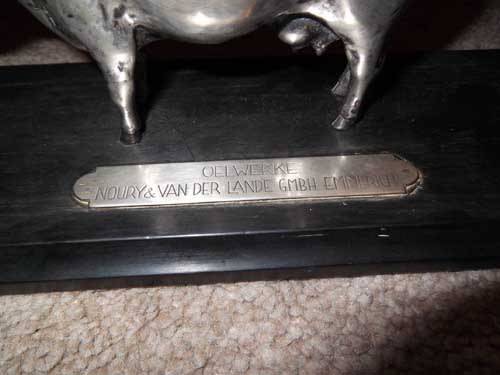 OELWERKE
NOURY & VAN DER LANDE GMBH EMMERICH